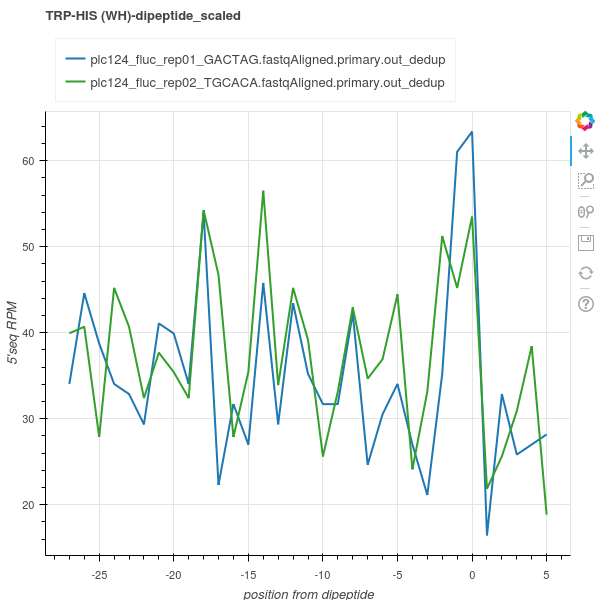 TRP-HIS (WH)-dipeptide_scaled
plc124_fluc_rep01_GACTAG.fastqAligned.primary.out_dedup
plc124_fluc_rep02_TGCACA.fastqAligned.primary.out_dedup
60
50
40
30
20
5'seq RPM
-25 -20 -15 -10 -5 0 5
position from dipeptide